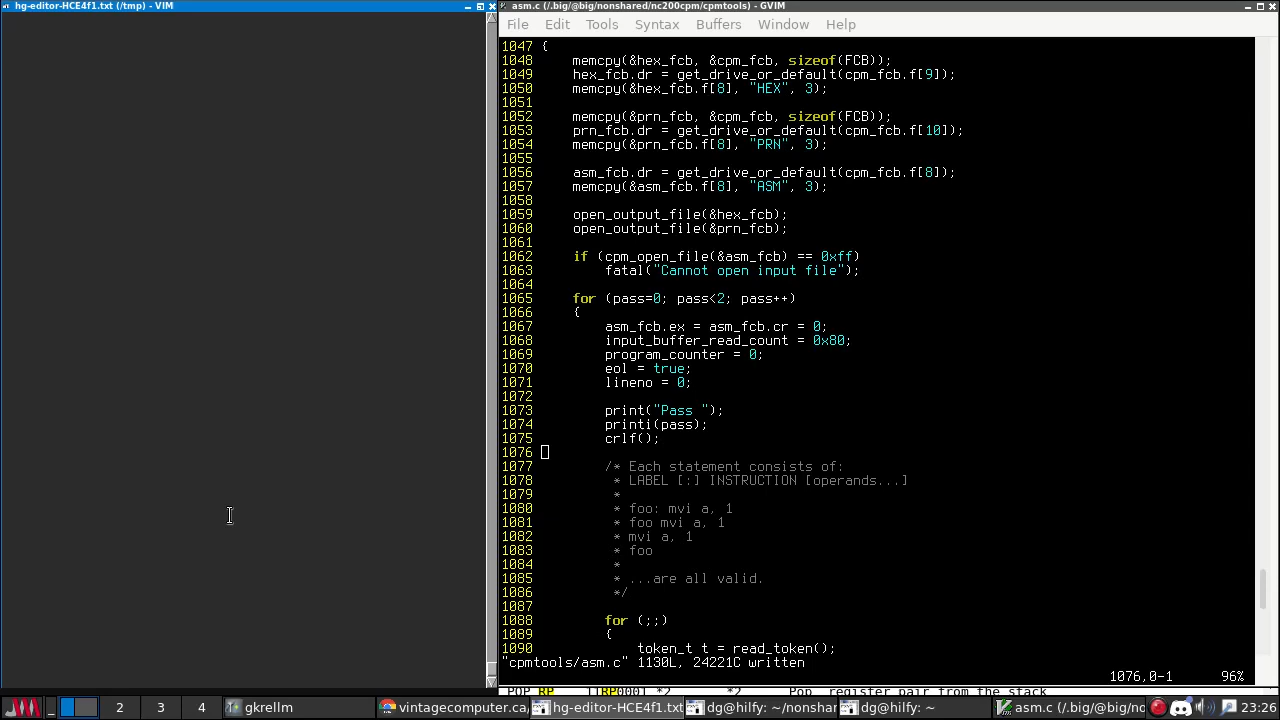 hg-editor-HCE4f1.txt (/tmp) - VIM
asm.c (/.big/@big/nonshared/nc200cpm/cpmtools) - GVIM
File Edit Tools Syntax Buffers Window Help
1047 {
1048     memcpy(&hex_fcb, &cpm_fcb, sizeof(FCB));
1049     hex_fcb.dr = get_drive_or_default(cpm_fcb.f[9]);
1050     memcpy(&hex_fcb.f[8], "HEX", 3);
1051
1052     memcpy(&prn_fcb, &cpm_fcb, sizeof(FCB));
1053     prn_fcb.dr = get_drive_or_default(cpm_fcb.f[10]);
1054     memcpy(&prn_fcb.f[8], "PRN", 3);
1055
1056     asm_fcb.dr = get_drive_or_default(cpm_fcb.f[8]);
1057     memcpy(&asm_fcb.f[8], "ASM", 3);
1058
1059     open_output_file(&hex_fcb);
1060     open_output_file(&prn_fcb);
1061
1062     if (cpm_open_file(&asm_fcb) == 0xff)
1063         fatal("Cannot open input file");
1064
1065     for (pass=0; pass<2; pass++)
1066     {
1067         asm_fcb.ex = asm_fcb.cr = 0;
1068         input_buffer_read_count = 0x80;
1069         program_counter = 0;
1070         eol = true;
1071         lineno = 0;
1072
1073         print("Pass ");
1074         printi(pass);
1075         crlf();
1076
1077         /* Each statement consists of:
1078          * LABEL [:] INSTRUCTION [operands...]
1079          *
1080          * foo: mvi a, 1
1081          * foo mvi a, 1
1082          * mvi a, 1
1083          * foo
1084          *
1085          * ...are all valid.
1086          */
1087
1088         for (;;)
1089         {
1090             token_t t = read_token();
"cpmtools/asm.c" 1130L, 24221C written
1076,0-1 96%
POP RP 11RP0001 *2 *2 Pop register pair from the stack
2 3 4 gkrellm vintagecomputer.ca/ hg-editor-HCE4f1.txt dg@hilfy: ~/nonshar dg@hilfy: ~ asm.c (/.big/@big/no 23:26